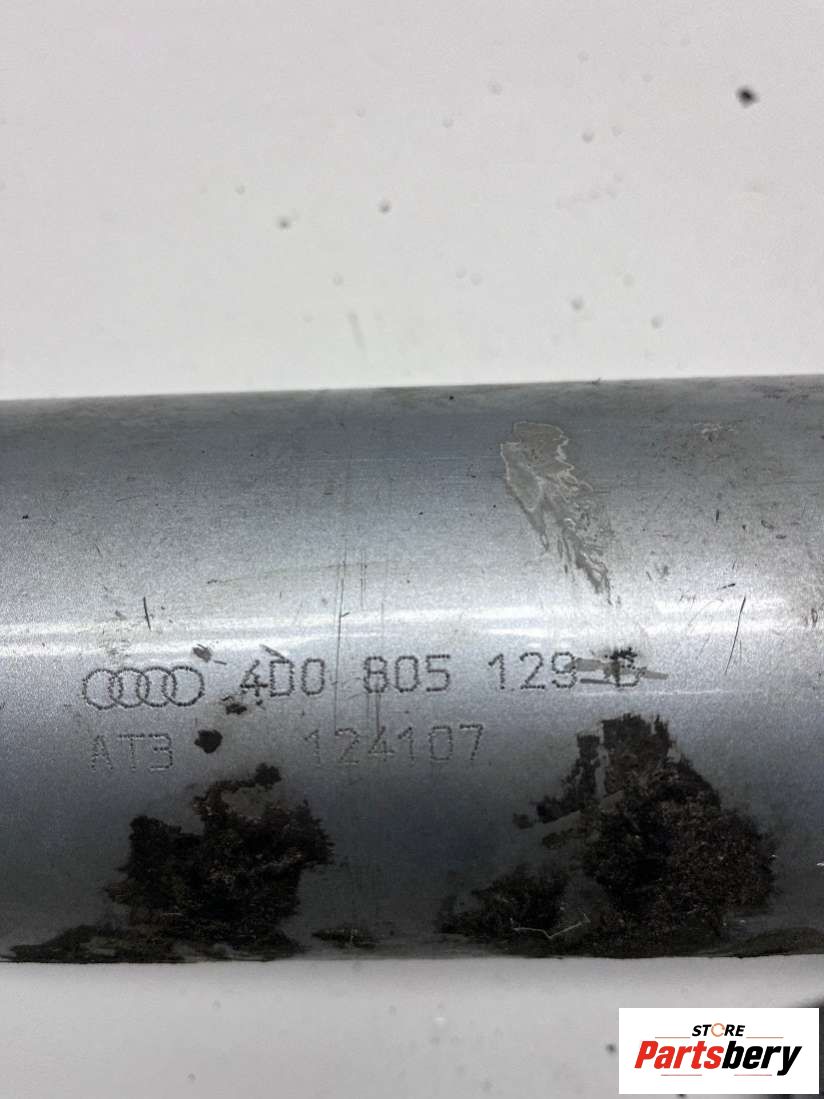 4D0 805 129
AT3 124107
STORE
Partsbery